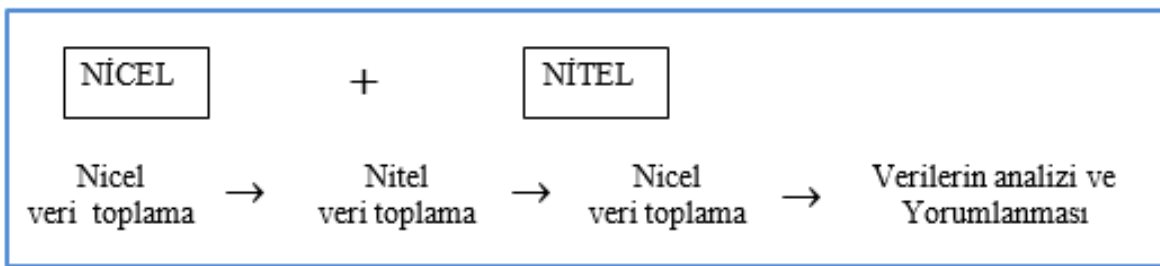 NİCEL + NİTEL
Nicel → Nitel → Nicel → Verilerin analizi ve
veri toplama veri toplama veri toplama Yorumlanması